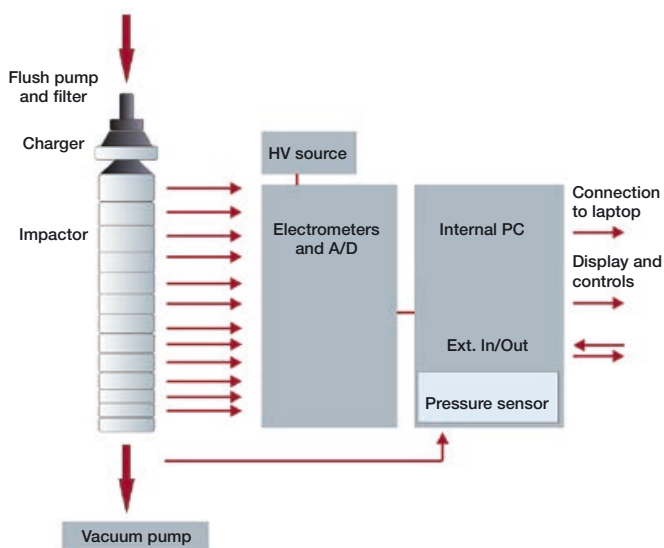 Flush pump
and filter
Charger
Impactor
HV source
Electrometers
and A/D
Internal PC
Ext. In/Out
Pressure sensor
Connection
to laptop
Display and
controls
Vacuum pump